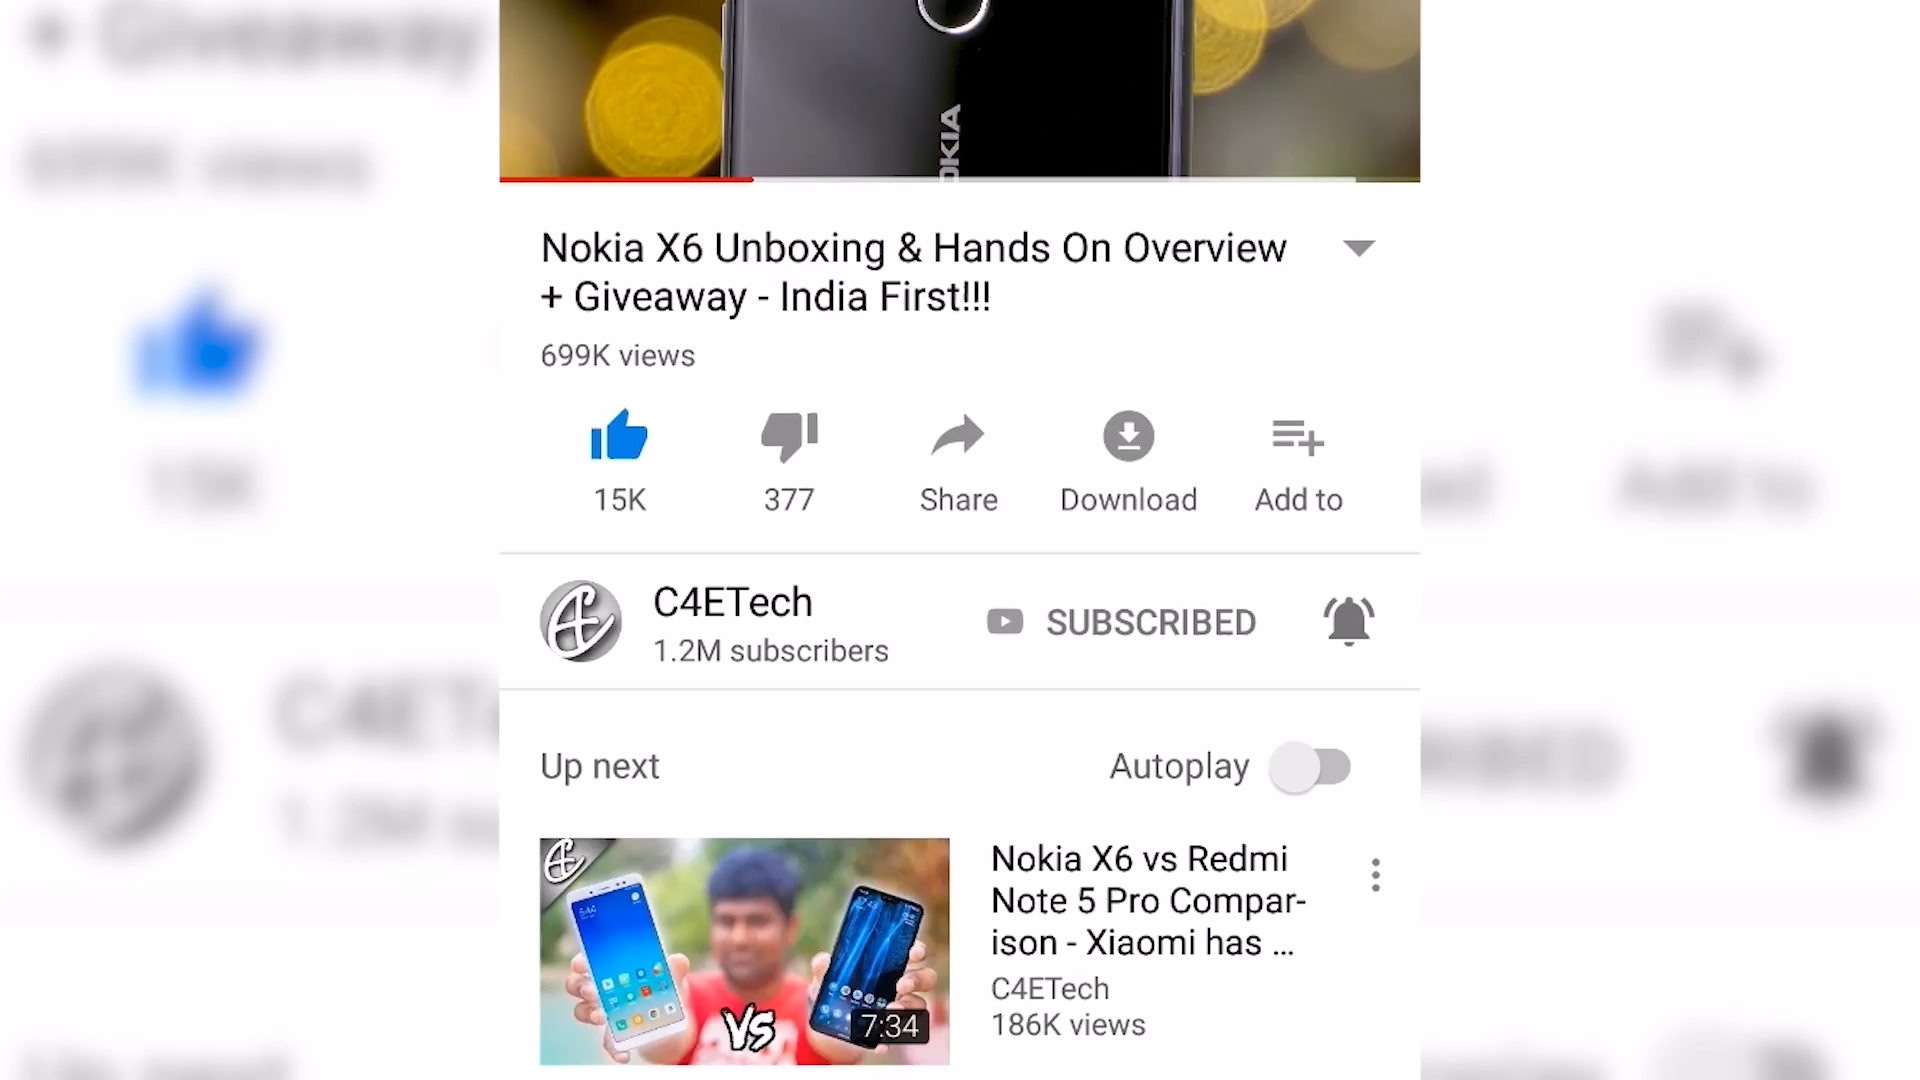 NOKIA
Nokia X6 Unboxing & Hands On Overview
+ Giveaway - India First!!!
699K views
15K
377
Share
Download
Add to
C4ETech
1.2M subscribers
SUBSCRIBED
Up next
Autoplay
VS
7:34
Nokia X6 vs Redmi
Note 5 Pro Compar-
ison - Xiaomi has ...
C4ETech
186K views